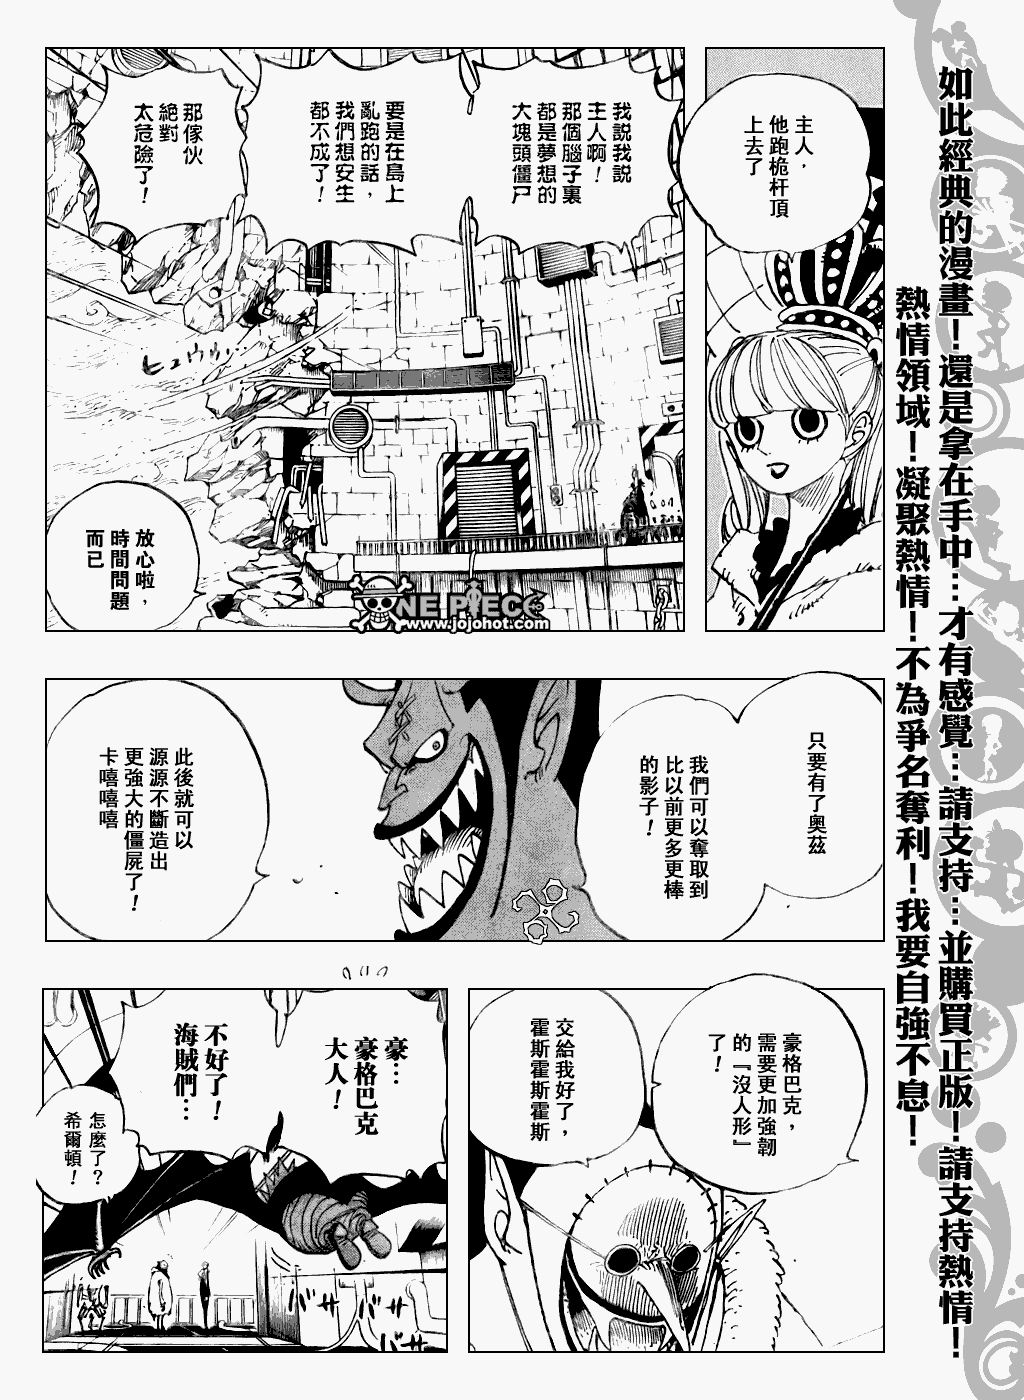 主人，
他跑桅杆頂
上去了
我説我説
主人啊！
那個腦子裏
都是夢想的
大塊頭僵尸
要是在島上
亂跑的話，
我們想安生
都不成了！
那傢伙
絕對
太危險了！
ヒュウゥ…
放心啦，
時間問題
而已
ONE PIECE
www.jojohot.com
只要有了奧茲
我們可以奪取到
比以前更多更棒
的影子！
此後就可以
源源不斷造出
更強大的僵屍了！
卡嘻嘻嘻
豪格巴克，
需要更加強韌
的『沒人形』
了！
交給我好了，
霍斯霍斯霍斯
豪…
豪格巴克
大人！
不好了！
海賊們…
怎麼了？
希爾頓！
バサ
バサ
如此經典的漫畫！還是拿在手中…才有感覺…請支持…並購買正版！請支持熱情！
熱情領域！凝聚熱情！不為爭名奪利！我要自強不息！